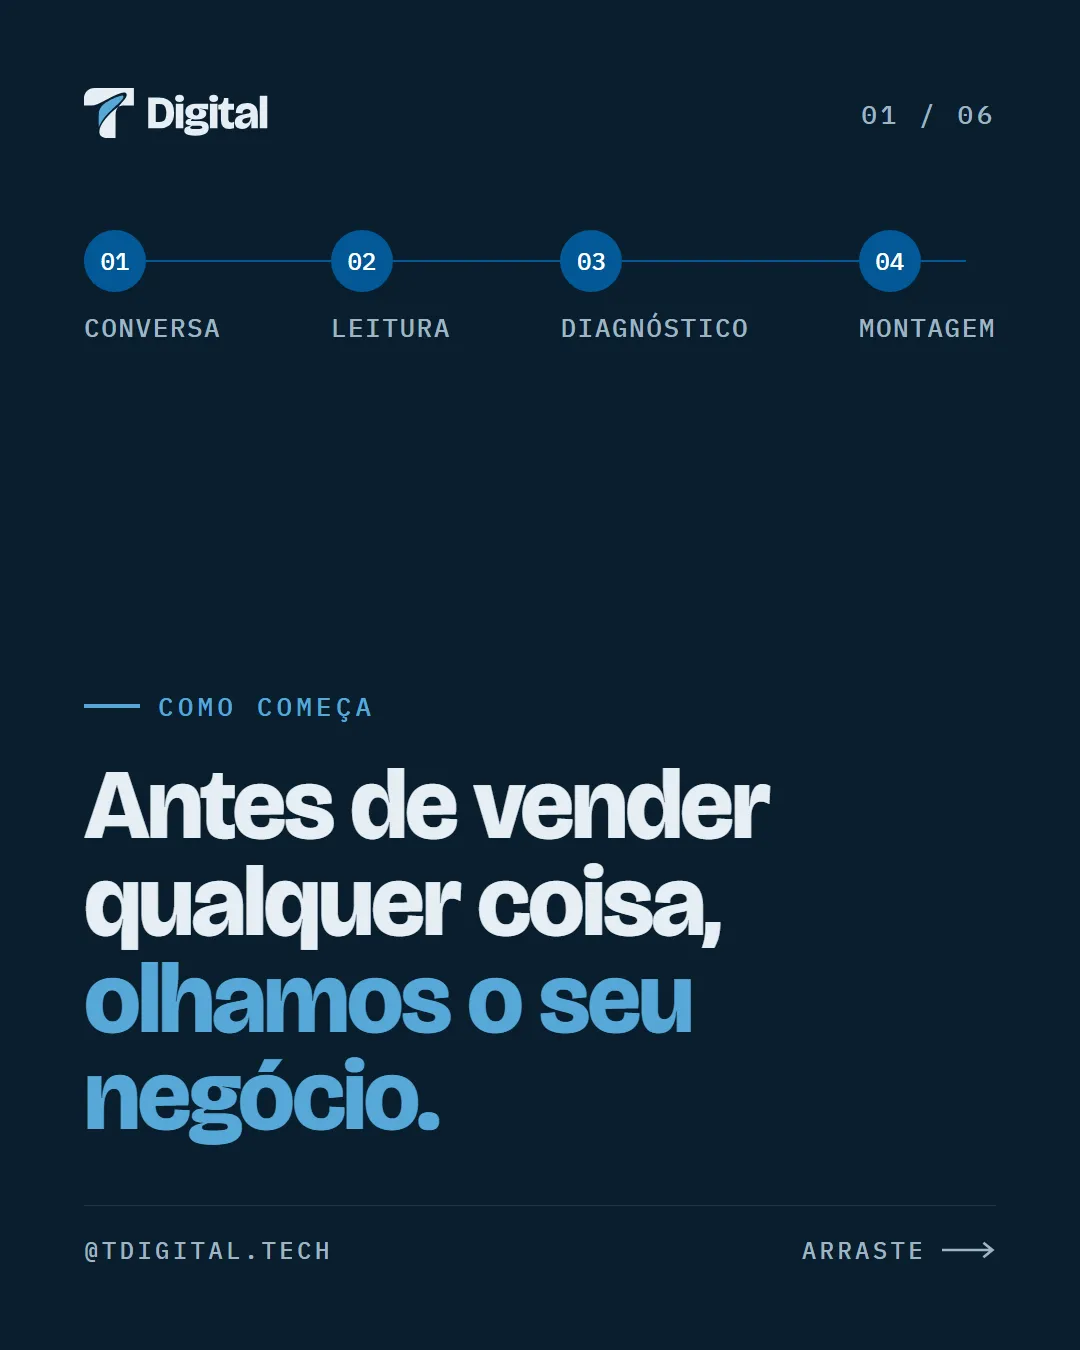 Digital
01 / 06
01 02 03 04
CONVERSA LEITURA DIAGNÓSTICO MONTAGEM
COMO COMEÇA
Antes de vender
qualquer coisa,
olhamos o seu
negócio.
@TDIGITAL.TECH
ARRASTE